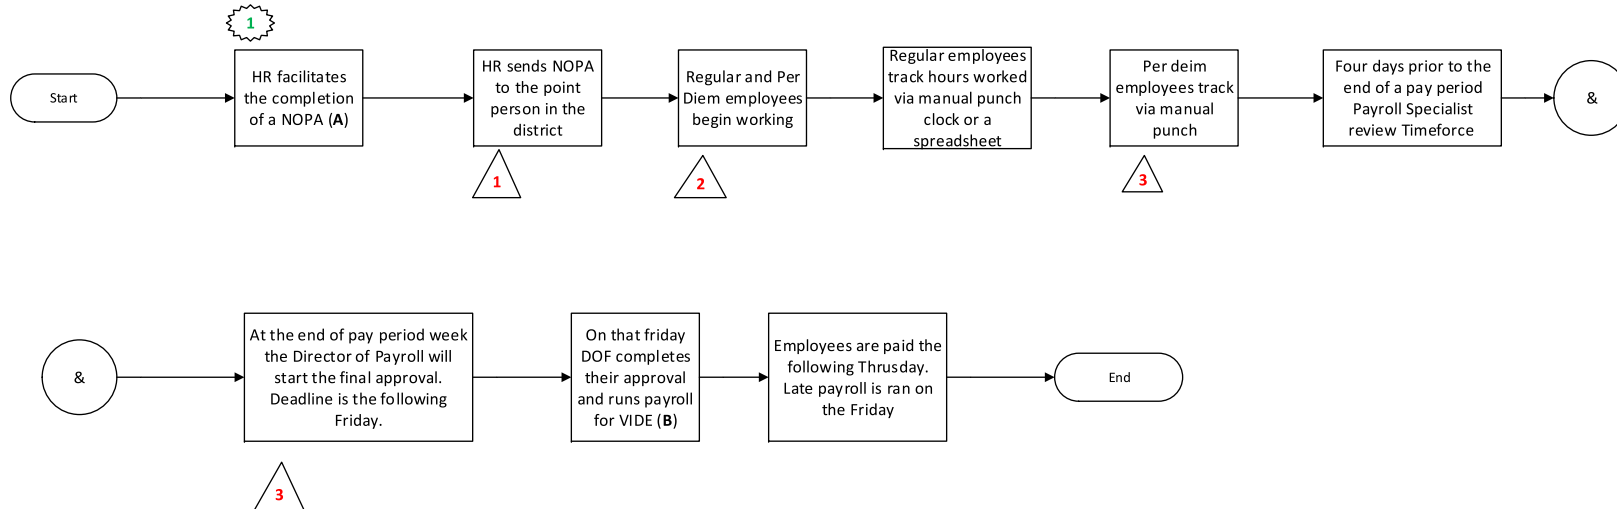 1
Start
HR facilitates
the completion
of a NOPA (A)
HR sends NOPA
to the point
person in the
district
Regular and Per
Diem employees
begin working
Regular employees
track hours worked
via manual punch
clock or a
spreadsheet
Per deim
employees track
via manual
punch
Four days prior to the
end of a pay period
Payroll Specialist
review Timeforce
&
1
2
3
&
At the end of pay period week
the Director of Payroll will
start the final approval.
Deadline is the following
Friday.
On that friday
DOF completes
their approval
and runs payroll
for VIDE (B)
Employees are paid the
following Thrusday.
Late payroll is ran on
the Friday
End
3